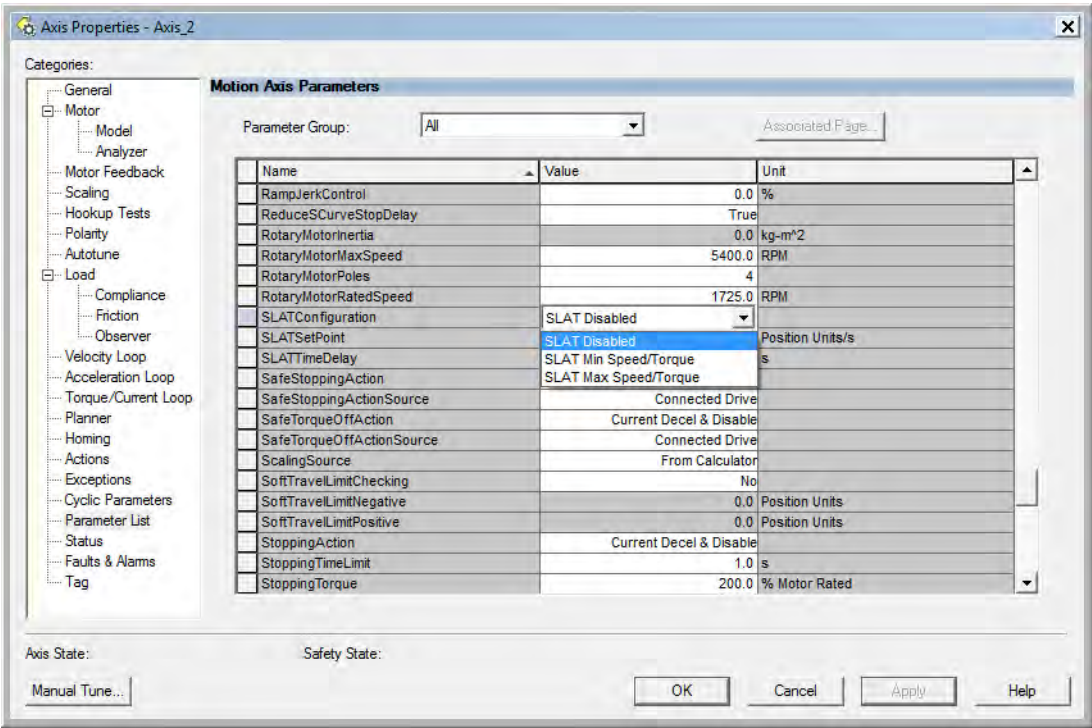 Axis Properties - Axis_2
Categories:
General
Motor
Model
Analyzer
Motor Feedback
Scaling
Hookup Tests
Polarity
Autotune
Load
Compliance
Friction
Observer
Velocity Loop
Acceleration Loop
Torque/Current Loop
Planner
Homing
Actions
Exceptions
Cyclic Parameters
Parameter List
Status
Faults & Alarms
Tag
Motion Axis Parameters
Parameter Group: All Associated Page...
Name Value Unit
RampJerkControl 0.0 %
ReduceSCurveStopDelay True
RotaryMotorInertia 0.0 kg-m^2
RotaryMotorMaxSpeed 5400.0 RPM
RotaryMotorPoles 4
RotaryMotorRatedSpeed 1725.0 RPM
SLATConfiguration SLAT Disabled
SLATSetPoint SLAT Disabled Position Units/s
SLATTimeDelay SLAT Min Speed/Torque s
SafeStoppingAction SLAT Max Speed/Torque
SafeStoppingActionSource Connected Drive
SafeTorqueOffAction Current Decel & Disable
SafeTorqueOffActionSource Connected Drive
ScalingSource From Calculator
SoftTravelLimitChecking No
SoftTravelLimitNegative 0.0 Position Units
SoftTravelLimitPositive 0.0 Position Units
StoppingAction Current Decel & Disable
StoppingTimeLimit 1.0 s
StoppingTorque 200.0 % Motor Rated
Axis State: Safety State:
Manual Tune... OK Cancel Apply Help